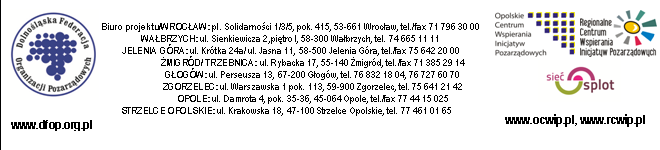 Dolnośląska Federacja
Organizacji Pozarządowych
www.dfop.org.pl
Biuro projektu WROCŁAW: pl. Solidarności 1/3/5, pok. 415, 53-661 Wrocław, tel./fax 71 796 30 00
WAŁBRZYCH: ul. Sienkiewicza 2, piętro I, 58-300 Wałbrzych, tel. 74 665 11 11
JELENIA GÓRA: ul. Krótka 24a/ ul. Jasna 11, 58-500 Jelenia Góra, tel./fax 75 642 20 00
ŻMIGRÓD/ TRZEBNICA: ul. Rybacka 17, 55-140 Żmigród, tel./fax 71 385 29 14
GŁOGÓW: ul. Perseusza 13, 67-200 Głogów, tel. 76 832 18 04, 76 727 60 70
ZGORZELEC: ul. Warszawska 1 pok. 113, 59-900 Zgorzelec, tel. 75 641 21 42
OPOLE: ul. Damrota 4, pok. 35-36, 45-064 Opole, tel./fax 77 44 15 025
STRZELCE OPOLSKIE: ul. Krakowska 18, 47-100 Strzelce Opolskie, tel. 77 461 01 65
Opolskie
Centrum
Wspierania
Inicjatyw
Pozarządowych
Regionalne
Centrum
Wspierania
Inicjatyw Pozarządowych
sieć
splot
www.ocwip.pl, www.rcwip.pl